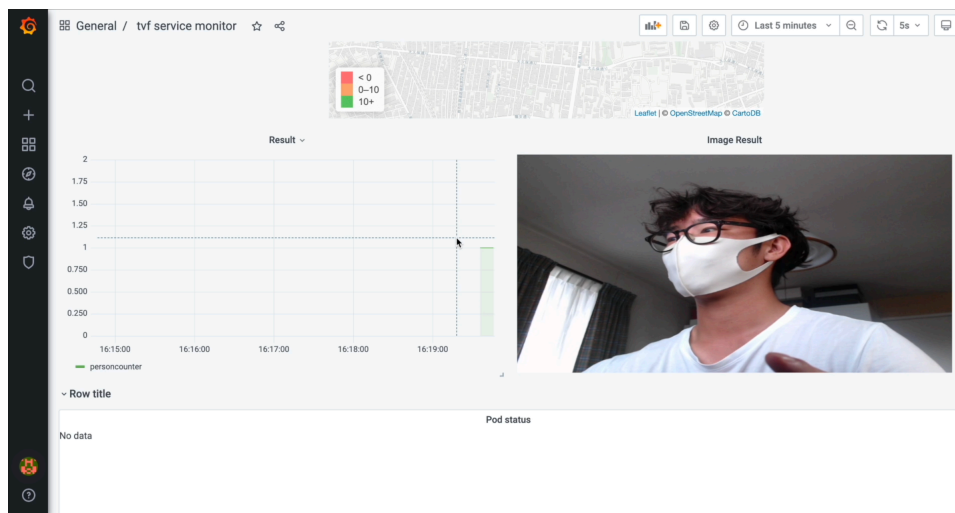 General / tvf service monitor
Last 5 minutes
5s
< 0
0–10
10+
Leaflet | © OpenStreetMap © CartoDB
Result
Image Result
2
1.75
1.50
1.25
1
0.750
0.500
0.250
0
16:15:00 16:16:00 16:17:00 16:18:00 16:19:00
personcounter
Row title
Pod status
No data